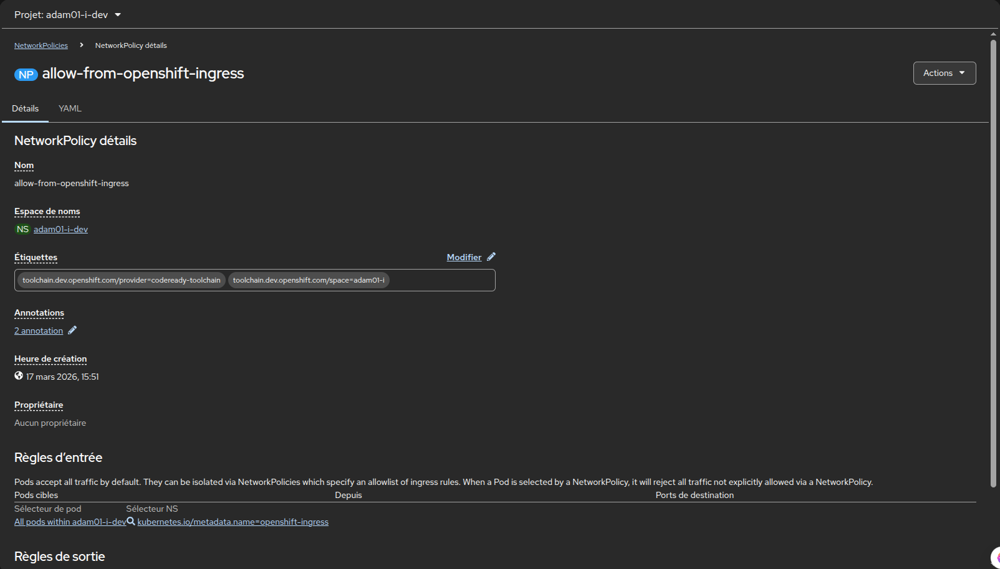 Projet: adam01-i-dev
NetworkPolicies > NetworkPolicy détails
NP allow-from-openshift-ingress
Actions
Détails YAML
NetworkPolicy détails
Nom
allow-from-openshift-ingress
Espace de noms
NS adam01-i-dev
Étiquettes Modifier
toolchain.dev.openshift.com/provider=codeready-toolchain toolchain.dev.openshift.com/space=adam01-i
Annotations
2 annotation
Heure de création
17 mars 2026, 15:51
Propriétaire
Aucun propriétaire
Règles d’entrée
Pods accept all traffic by default. They can be isolated via NetworkPolicies which specify an allowlist of ingress rules. When a Pod is selected by a NetworkPolicy, it will reject all traffic not explicitly allowed via a NetworkPolicy.
Pods cibles Depuis Ports de destination
Sélecteur de pod Sélecteur NS
All pods within adam01-i-dev kubernetes.io/metadata.name=openshift-ingress
Règles de sortie